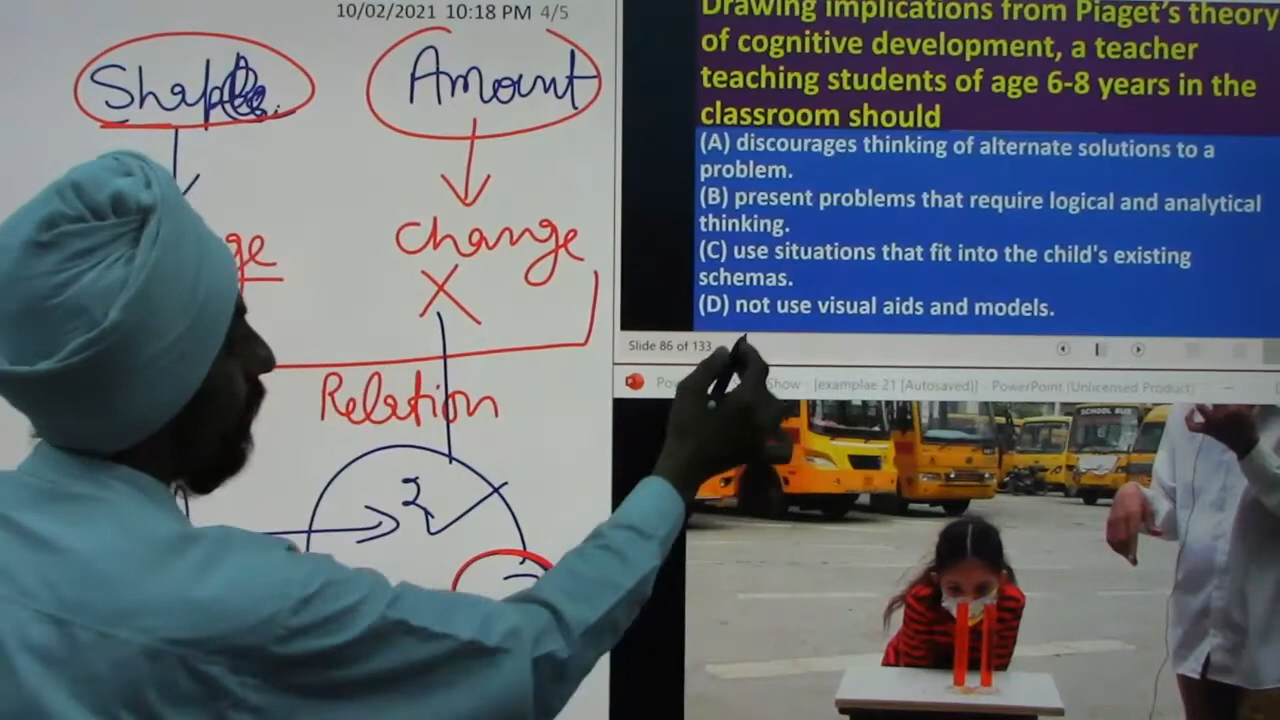 10/02/2021 10:18 PM 4/5
Shape
Amount
change
Relation
Drawing implications from Piaget's theory
of cognitive development, a teacher
teaching students of age 6-8 years in the
classroom should
(A) discourages thinking of alternate solutions to a
problem.
(B) present problems that require logical and analytical
thinking.
(C) use situations that fit into the child's existing
schemas.
(D) not use visual aids and models.
Slide 86 of 133
Show [examplae 21 [Autosaved]] - PowerPoint (Unlicensed Product)
SCHOOL BUS